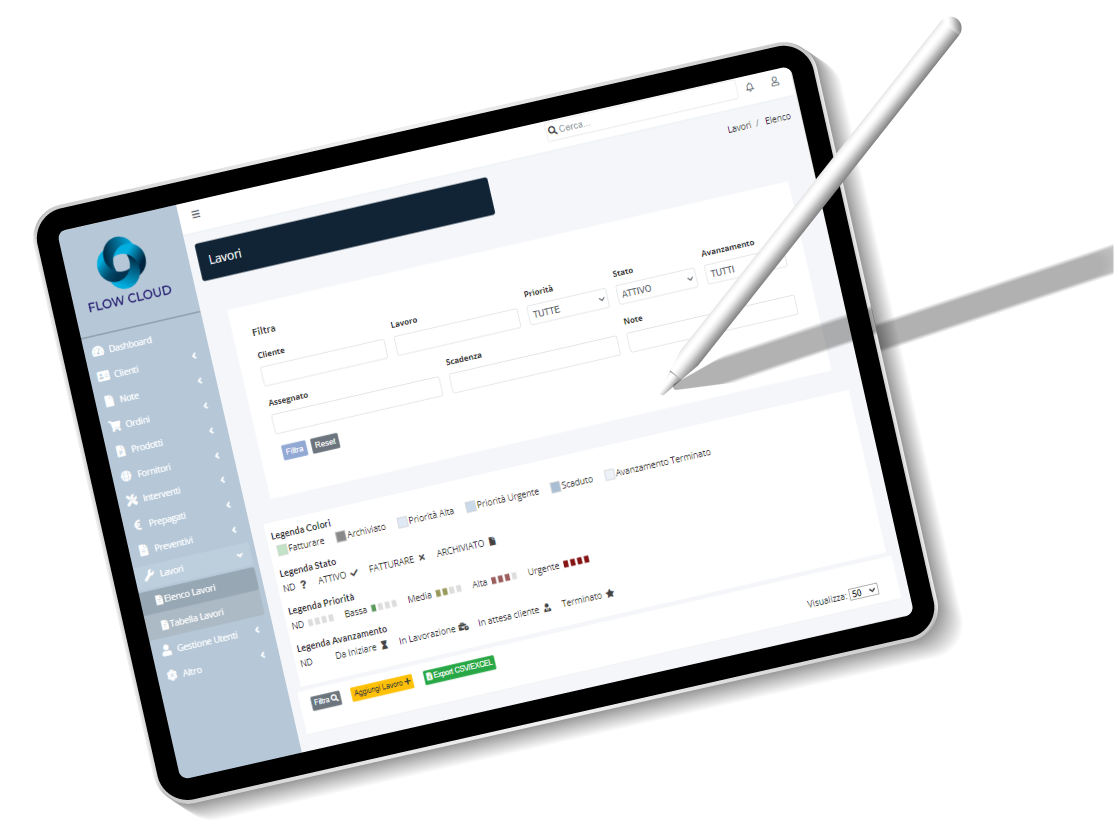 Cerca...
Lavori / Elenco
FLOW CLOUD
Dashboard
Clienti
Note
Ordini
Prodotti
Fornitori
Interventi
Prepagati
Preventivi
Lavori
Elenco Lavori
Tabella Lavori
Gestione Utenti
Altro
Lavori
Filtra
Cliente
Lavoro
Priorità
TUTTE
Stato
ATTIVO
Avanzamento
TUTTI
Assegnato
Scadenza
Note
Filtra Reset
Legenda Colori
Fatturare Archiviato Priorità Alta Priorità Urgente Scaduto Avanzamento Terminato
Legenda Stato
ND ? ATTIVO FATTURARE ARCHIVIATO
Legenda Priorità
ND Bassa Media Alta Urgente
Legenda Avanzamento
ND Da Iniziare In Lavorazione In attesa cliente Terminato
Filtra Aggiungi Lavoro + Export CSV/EXCEL
Visualizza: 50